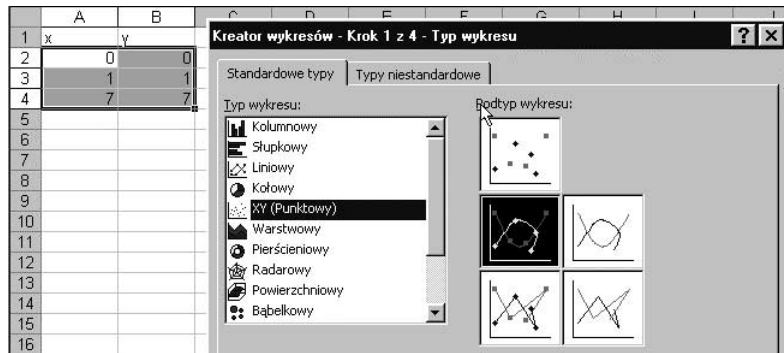 A B C D E F G H I J
1 x y
Kreator wykresów - Krok 1 z 4 - Typ wykresu ? ×
2 0 0
3 1 1
4 7 7
5
6
7
8
9
10
11
12
13
14
15
16
Standardowe typy Typy niestandardowe
Typ wykresu:
Kolumnowy
Słupkowy
Liniowy
Kołowy
XY (Punktowy)
Warstwowy
Pierścieniowy
Radarowy
Powierzchniowy
Bąbelkowy
Podtyp wykresu: